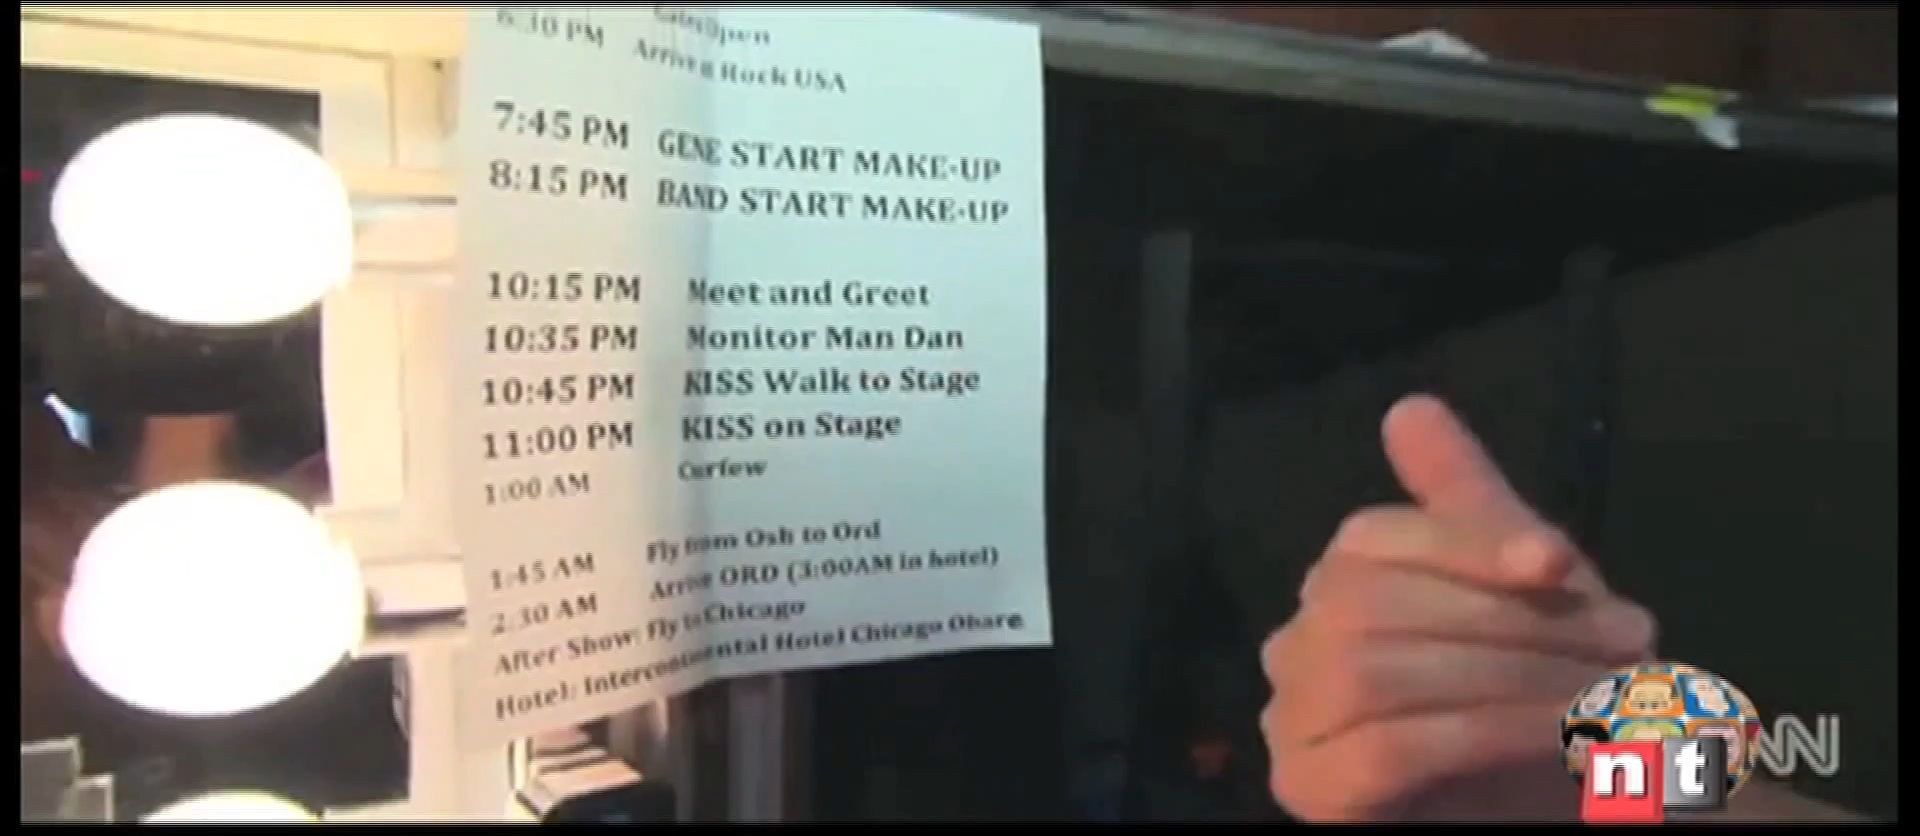 6:30 PM Arrive Rock USA
7:45 PM GENE START MAKE-UP
8:15 PM BAND START MAKE-UP
10:15 PM Meet and Greet
10:35 PM Monitor Man Dan
10:45 PM KISS Walk to Stage
11:00 PM KISS on Stage
1:00 AM Curfew
1:45 AM Fly from Osh to Ord
2:30 AM Arrive ORD (3:00AM in hotel)
After Show: Fly to Chicago
Hotel: Intercontinental Hotel Chicago Ohare
nt
NN